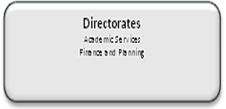 Directorates
Academic Services
Finance and Planning